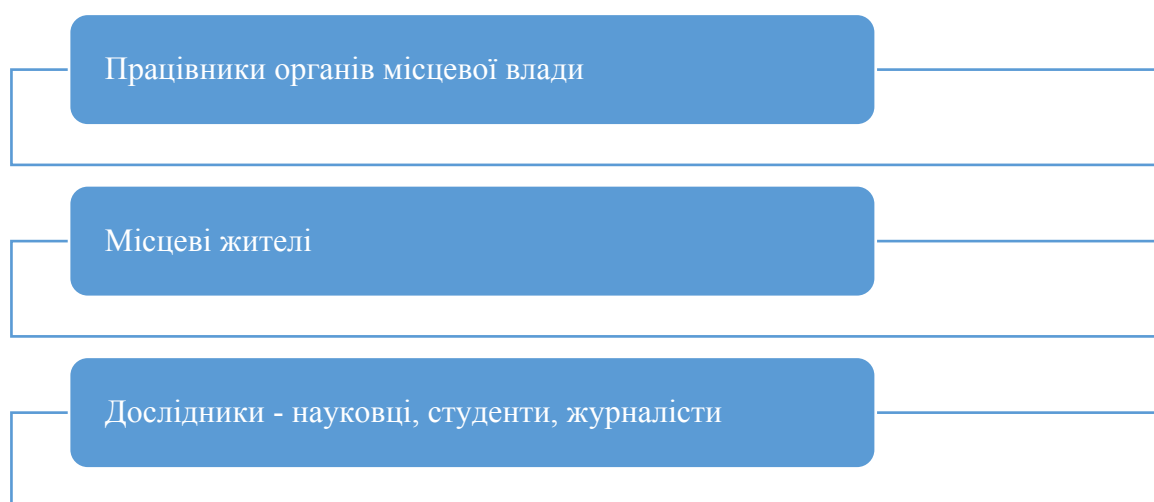 Працівники органів місцевої влади
Місцеві жителі
Дослідники - науковці, студенти, журналісти